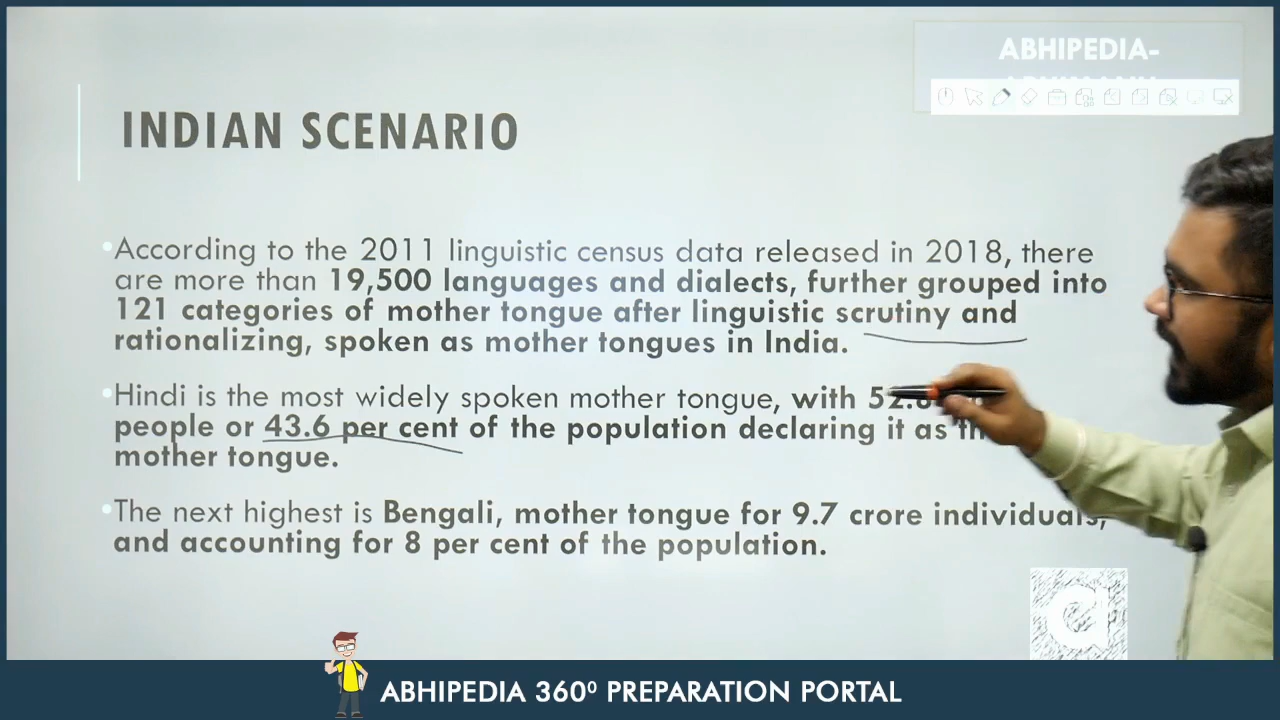 ABHIPEDIA-
INDIAN SCENARIO
•According to the 2011 linguistic census data released in 2018, there
are more than 19,500 languages and dialects, further grouped into
121 categories of mother tongue after linguistic scrutiny and
rationalizing, spoken as mother tongues in India.
•Hindi is the most widely spoken mother tongue, with
people or 43.6 per cent of the population declaring it as
mother tongue.
•The next highest is Bengali, mother tongue for 9.7 crore individuals,
and accounting for 8 per cent of the population.
ABHIPEDIA 360⁰ PREPARATION PORTAL